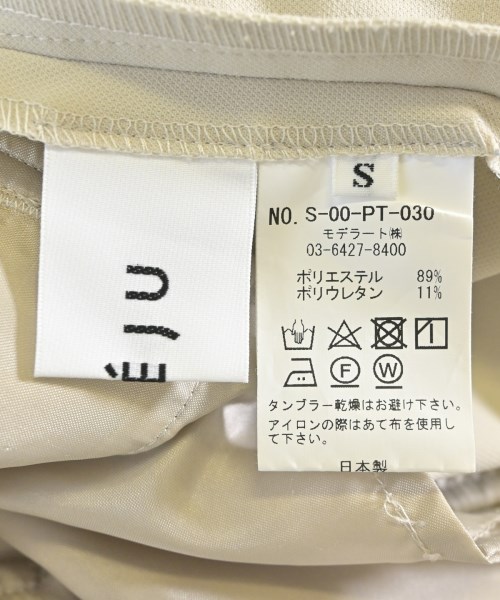 S
NO. S-00-PT-030
モデラート㈱
03-6427-8400
ポリエステル 89%
ポリウレタン 11%
F W
タンブラー乾燥はお避け下さい。
アイロンの際はあて布を使用し
て下さい。
日本製